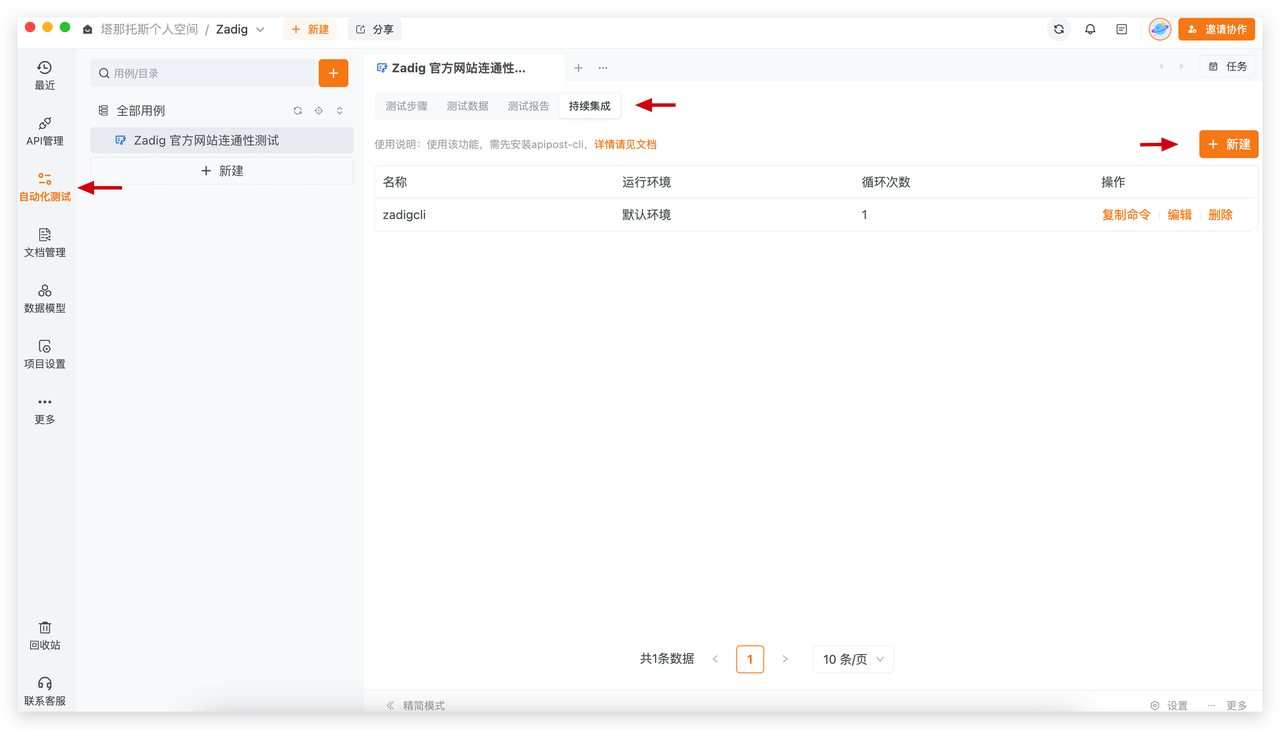 塔那托斯个人空间 / Zadig
+ 新建
分享
邀请协作
最近
API管理
自动化测试
文档管理
数据模型
项目设置
更多
回收站
联系客服
用例/目录
全部用例
Zadig 官方网站连通性测试
+ 新建
Zadig 官方网站连通性...
任务
测试步骤 测试数据 测试报告 持续集成
使用说明：使用该功能，需先安装apipost-cli，详情请见文档
+ 新建
名称 运行环境 循环次数 操作
zadigcli 默认环境 1 复制命令 编辑 删除
共1条数据 < 1 > 10 条/页
精简模式
设置 ... 更多